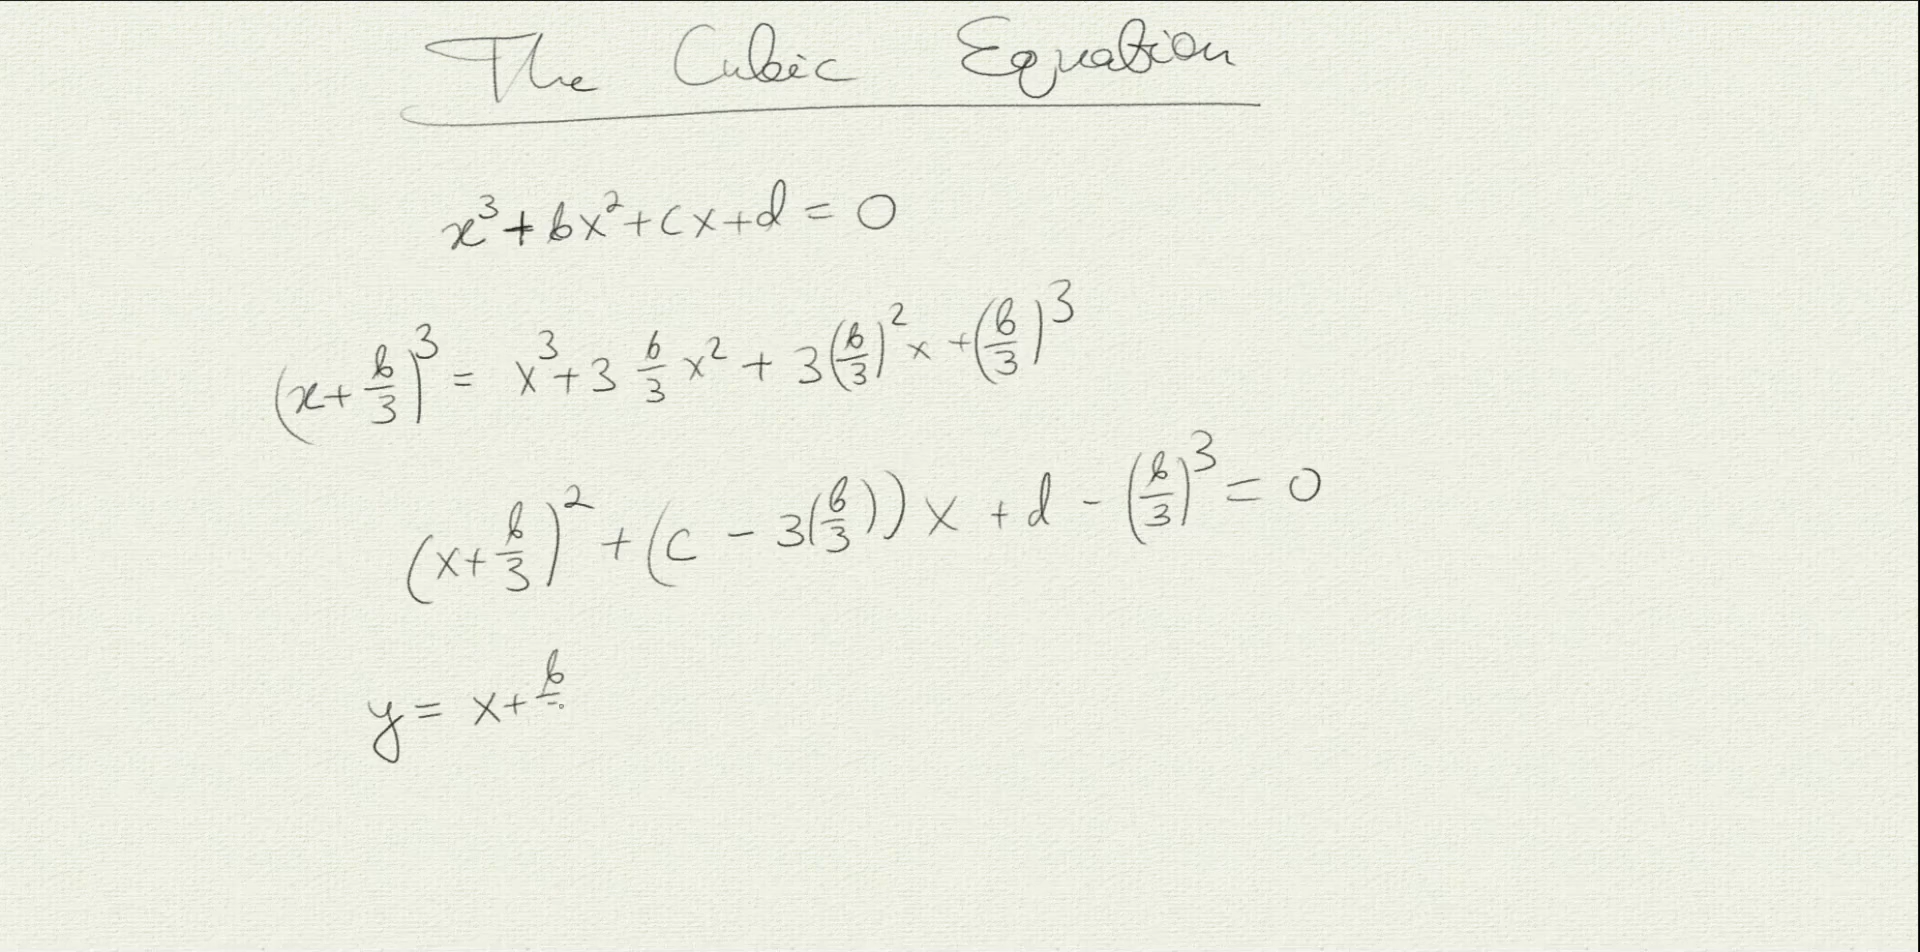 The Cubic Equation
x³ + bx² + cx + d = 0
(x + b/3)³ = x³ + 3 b/3 x² + 3(b/3)² x + (b/3)³
(x + b/3)² + (c - 3(b/3)) x + d - (b/3)³ = 0
y = x + b/